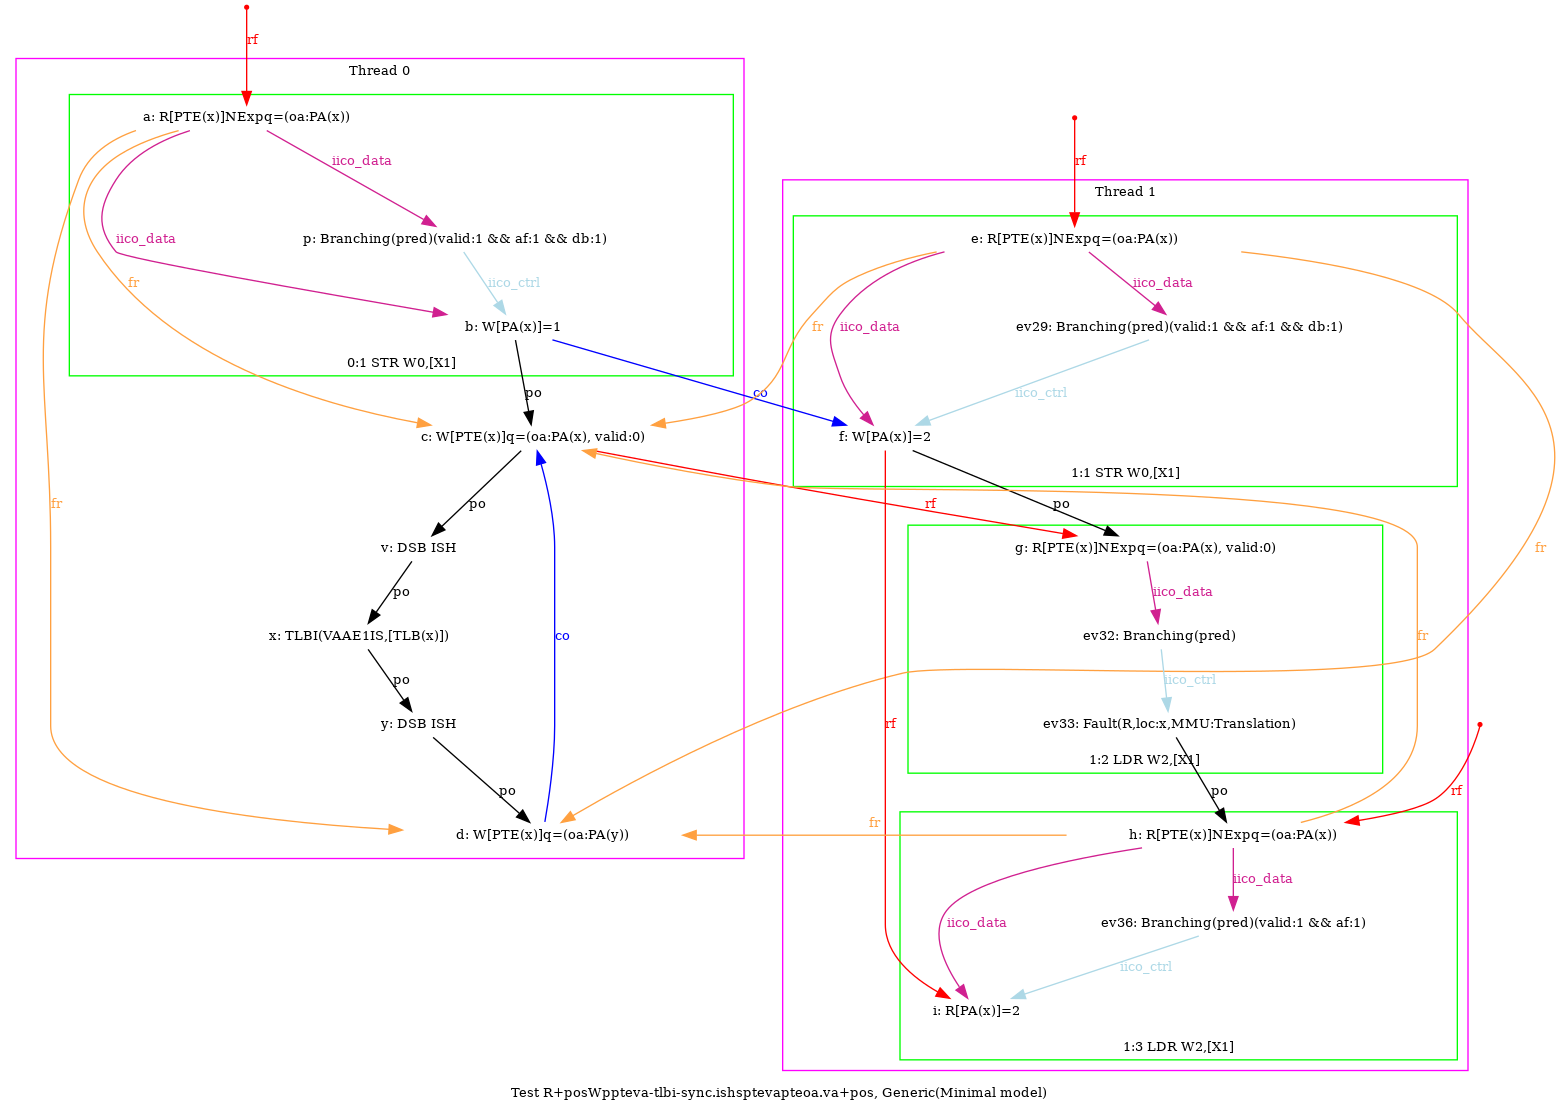 rf
Thread 0
a: R[PTE(x)]NExpq=(oa:PA(x))
iico_data
iico_data
p: Branching(pred)(valid:1 && af:1 && db:1)
iico_ctrl
fr
b: W[PA(x)]=1
0:1 STR W0,[X1]
po
co
c: W[PTE(x)]q=(oa:PA(x), valid:0)
po
rf
fr
v: DSB ISH
po
x: TLBI(VAAE1IS,[TLB(x)])
co
po
y: DSB ISH
po
d: W[PTE(x)]q=(oa:PA(y))
rf
Thread 1
e: R[PTE(x)]NExpq=(oa:PA(x))
iico_data
fr
iico_data
ev29: Branching(pred)(valid:1 && af:1 && db:1)
iico_ctrl
f: W[PA(x)]=2
1:1 STR W0,[X1]
po
fr
g: R[PTE(x)]NExpq=(oa:PA(x), valid:0)
iico_data
ev32: Branching(pred)
fr
iico_ctrl
rf
ev33: Fault(R,loc:x,MMU:Translation)
1:2 LDR W2,[X1]
po
rf
fr
h: R[PTE(x)]NExpq=(oa:PA(x))
iico_data
iico_data
ev36: Branching(pred)(valid:1 && af:1)
iico_ctrl
i: R[PA(x)]=2
1:3 LDR W2,[X1]
Test R+posWppteva-tlbi-sync.ishsptevapteoa.va+pos, Generic(Minimal model)